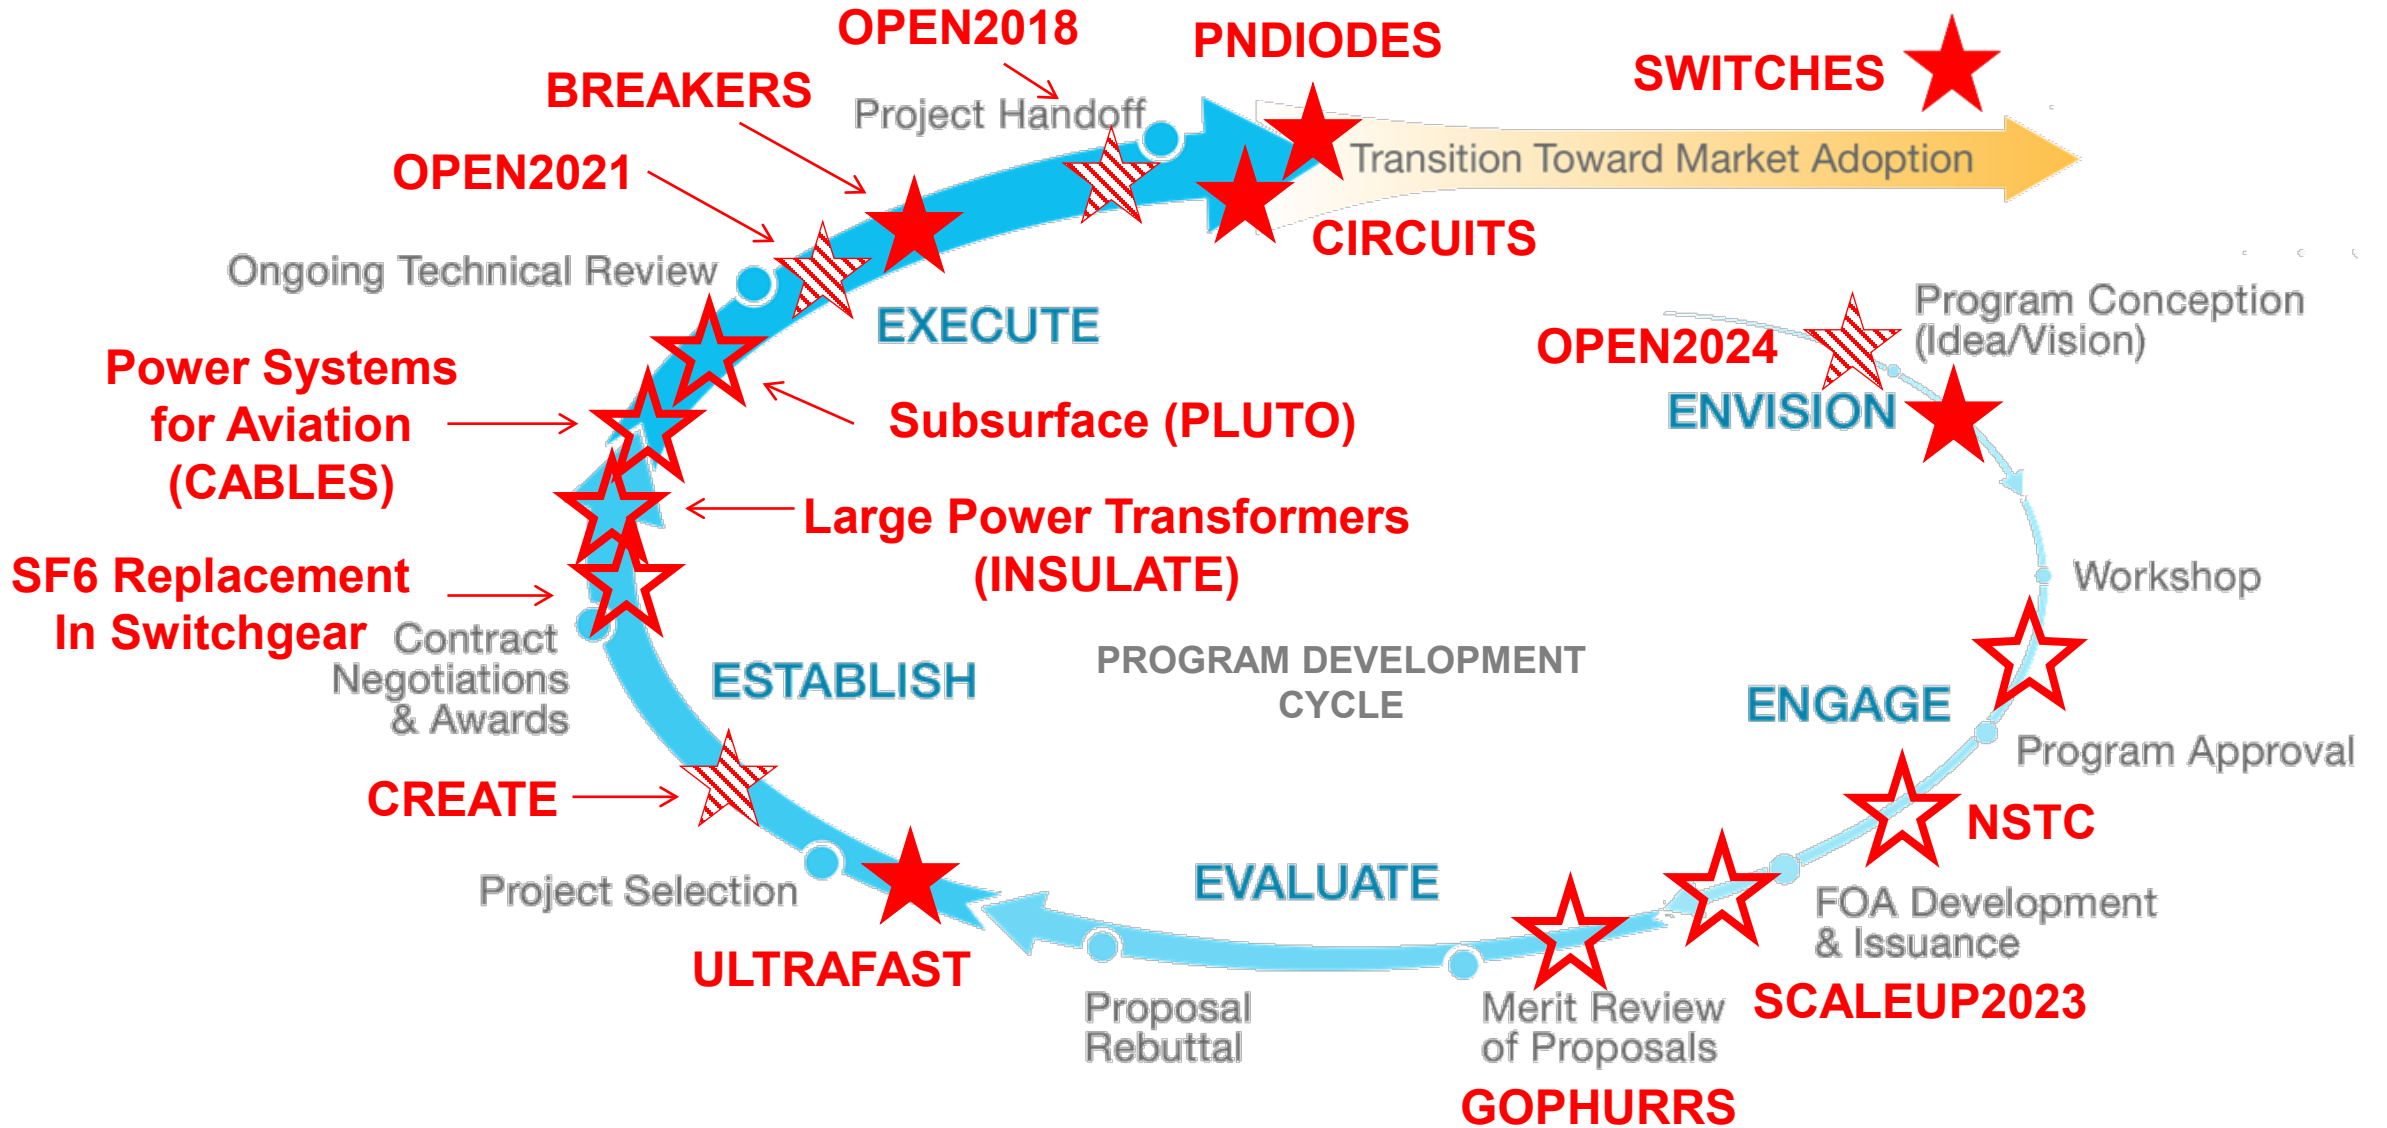 OPEN2018
PNDIODES
SWITCHES
BREAKERS
Project Handoff
OPEN2021
Transition Toward Market Adoption
CIRCUITS
Ongoing Technical Review
EXECUTE
Program Conception
(Idea/Vision)
OPEN2024
ENVISION
Power Systems
for Aviation
(CABLES)
Subsurface (PLUTO)
Large Power Transformers
(INSULATE)
SF6 Replacement
In Switchgear
Workshop
Contract
Negotiations
& Awards
ESTABLISH
PROGRAM DEVELOPMENT
CYCLE
ENGAGE
Program Approval
CREATE
NSTC
Project Selection
EVALUATE
FOA Development
& Issuance
ULTRAFAST
SCALEUP2023
Proposal
Rebuttal
Merit Review
of Proposals
GOPHURRS